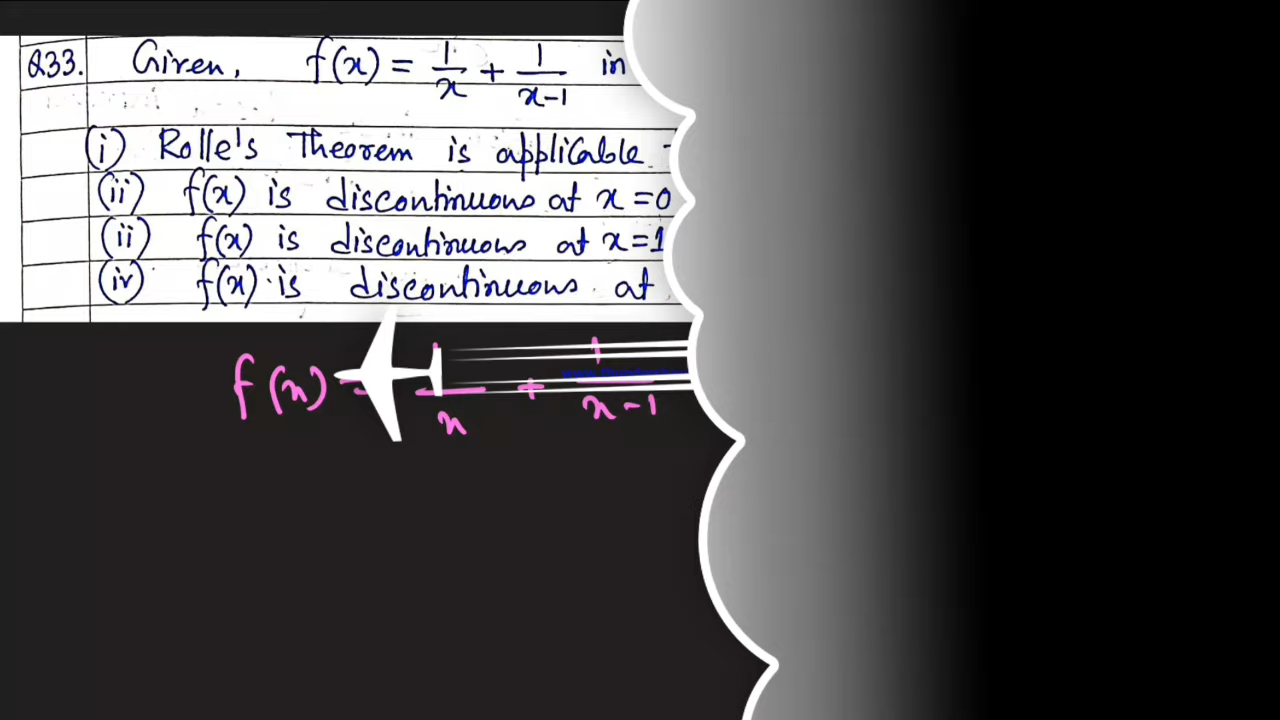 Q33. Given, f(x) = 1/x + 1/(x-1) in
(i) Rolle's Theorem is applicable
(ii) f(x) is discontinuous at x=0
(ii) f(x) is discontinuous at x=1
(iv) f(x) is discontinuous at
f(x) = 1/x + 1/(x-1)